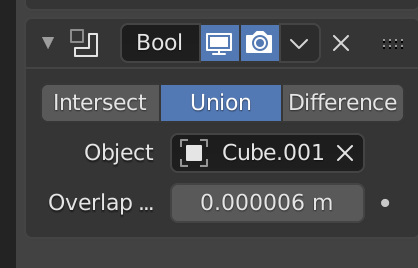 Bool
Intersect Union Difference
Object Cube.001
Overlap ... 0.000006 m